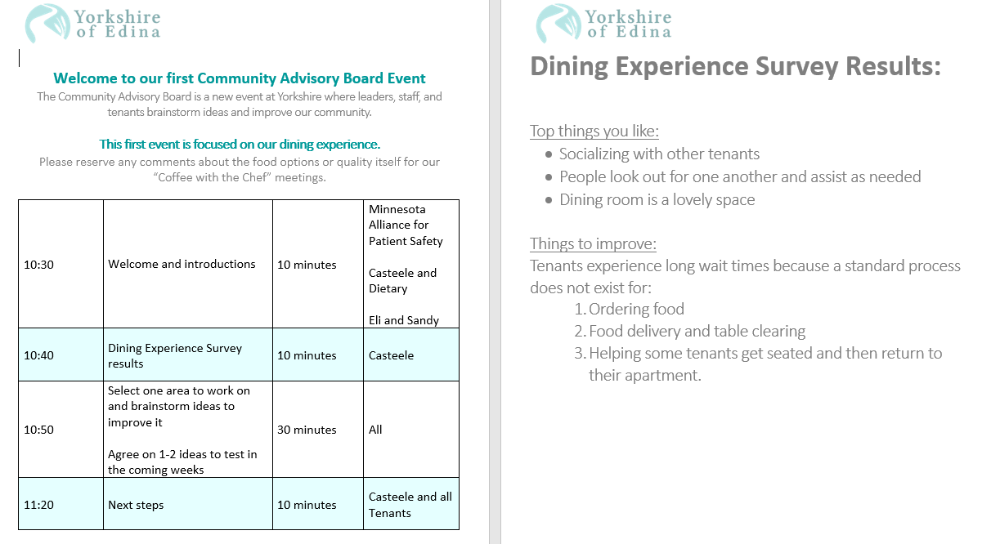 Yorkshire
of Edina
Welcome to our first Community Advisory Board Event
The Community Advisory Board is a new event at Yorkshire where leaders, staff, and
tenants brainstorm ideas and improve our community.
This first event is focused on our dining experience.
Please reserve any comments about the food options or quality itself for our
“Coffee with the Chef” meetings.
10:30
Welcome and introductions
10 minutes
Minnesota
Alliance for
Patient Safety
Casteele and
Dietary
Eli and Sandy
10:40
Dining Experience Survey
results
10 minutes
Casteele
10:50
Select one area to work on
and brainstorm ideas to
improve it
Agree on 1-2 ideas to test in
the coming weeks
30 minutes
All
11:20
Next steps
10 minutes
Casteele and all
Tenants
Yorkshire
of Edina
Dining Experience Survey Results:
Top things you like:
• Socializing with other tenants
• People look out for one another and assist as needed
• Dining room is a lovely space
Things to improve:
Tenants experience long wait times because a standard process
does not exist for:
1. Ordering food
2. Food delivery and table clearing
3. Helping some tenants get seated and then return to
their apartment.